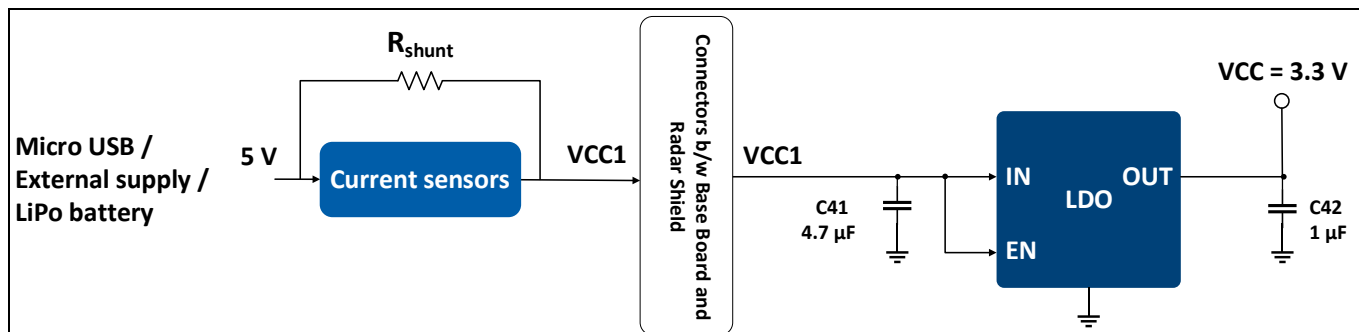 R_shunt
Micro USB /
External supply /
LiPo battery
5 V
Current sensors
VCC1
Connectors b/w Base Board and
Radar Shield
VCC1
C41
4.7 µF
IN
OUT
LDO
EN
VCC = 3.3 V
C42
1 µF